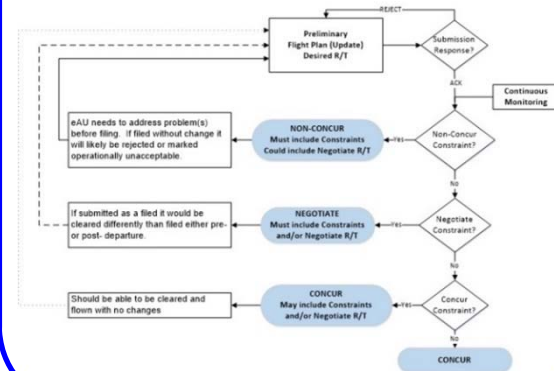 REJECT
Preliminary
Flight Plan (Update)
Desired R/T
Submission
Response?
ACK
Continuous
Monitoring
eAU needs to address problem(s)
before filing. If filed without change it
will likely be rejected or marked
operationally unacceptable.
NON-CONCUR
Must include Constraints
Could include Negotiate R/T
Yes
Non-Concur
Constraint?
No
If submitted as a filed it would be
cleared differently than filed either pre-
or post- departure.
NEGOTIATE
Must include Constraints
and/or Negotiate R/T
Yes
Negotiate
Constraint?
No
Should be able to be cleared and
flown with no changes
CONCUR
May include Constraints
and/or Negotiate R/T
Yes
Concur
Constraint?
No
CONCUR